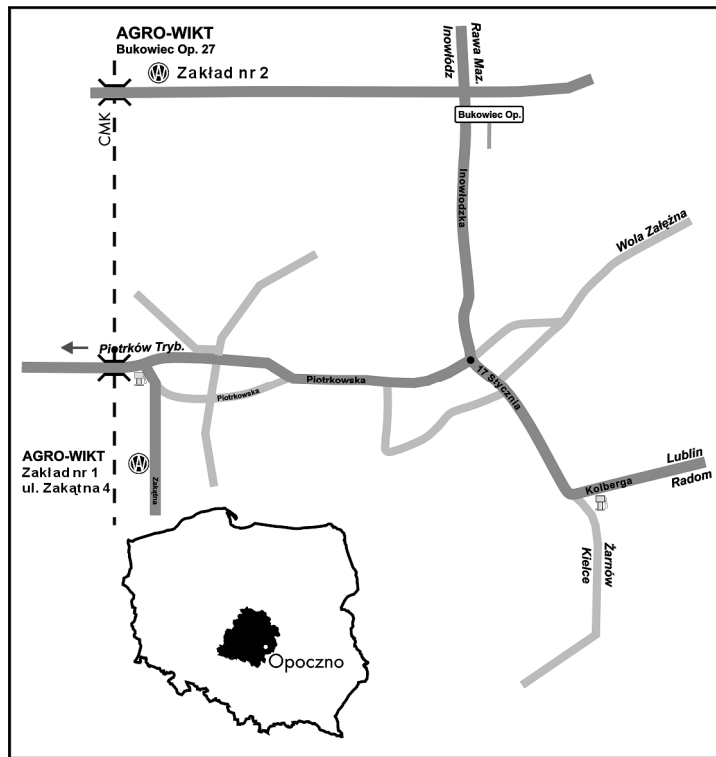 AGRO-WIKT
Bukowiec Op. 27
Zakład nr 2
CMK
Inowłódz
Rawa Maz.
Bukowiec Op.
Inowłodzka
Wola Załężna
Piotrków Tryb.
Piotrkowska
Piotrkowska
17 Stycznia
AGRO-WIKT
Zakład nr 1
ul. Zakątna 4
Zakątna
Kolberga
Lublin
Radom
Żarnów
Kielce
Opoczno